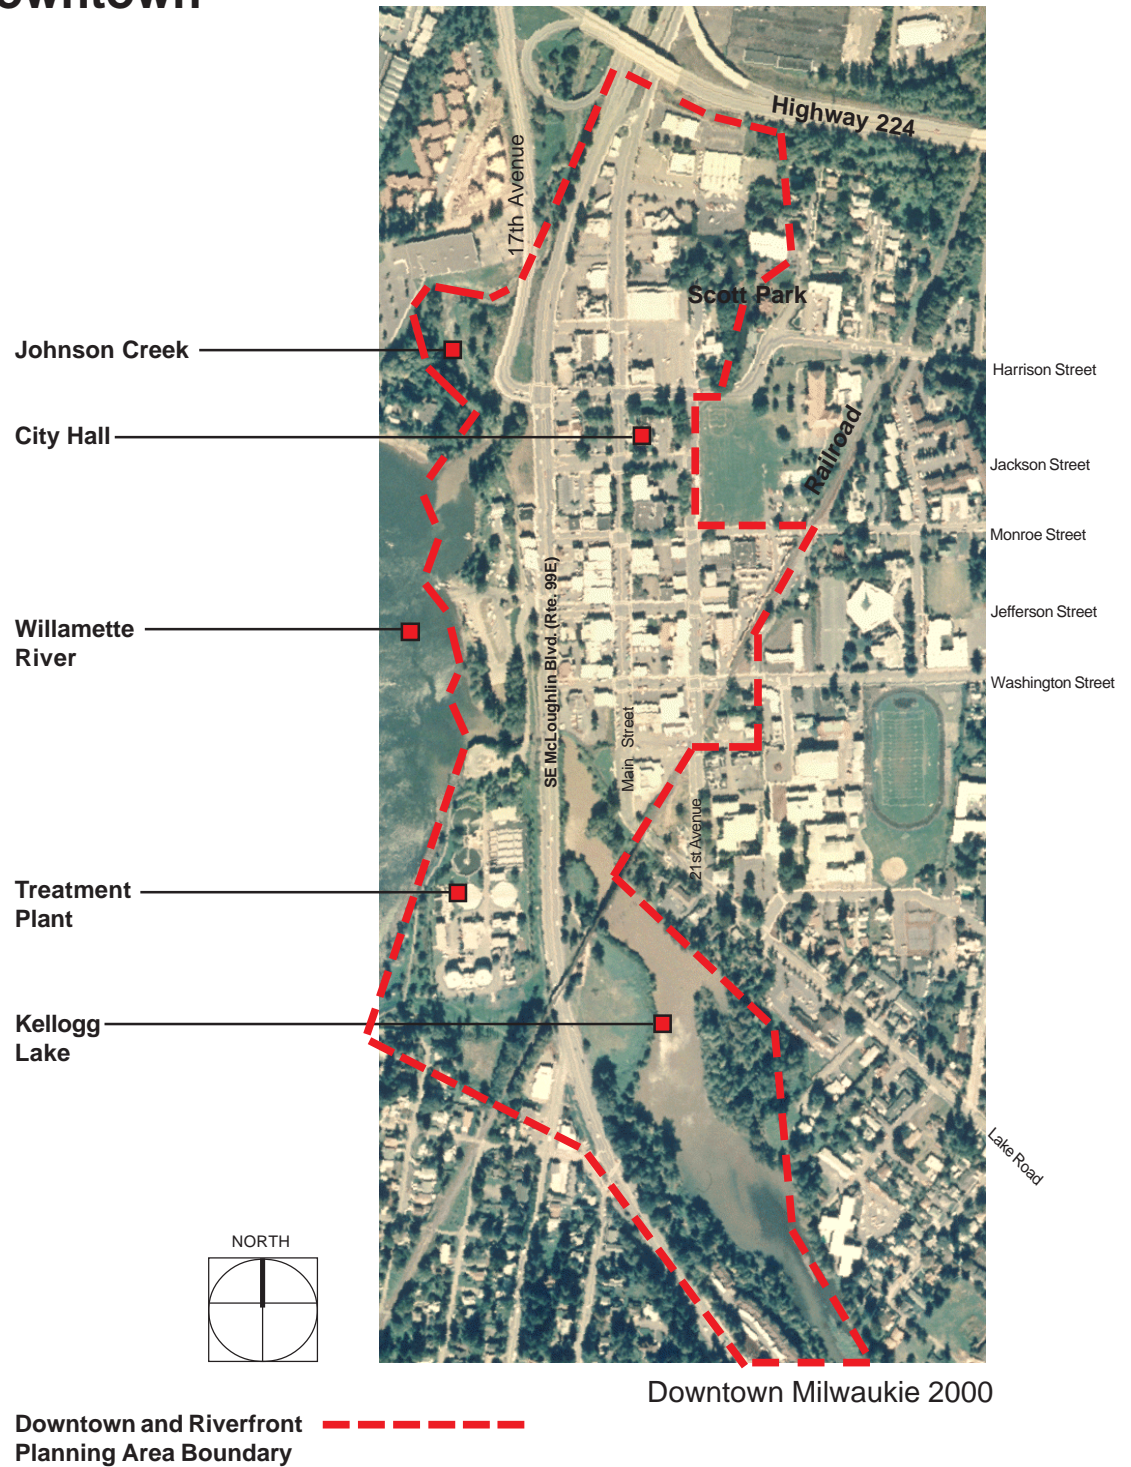 Highway 224
17th Avenue
Scott Park
Johnson Creek
Harrison Street
City Hall
Railroad
Jackson Street
Monroe Street
SE McLoughlin Blvd. (Rte. 99E)
Jefferson Street
Willamette
River
Washington Street
Main Street
21st Avenue
Treatment
Plant
Kellogg
Lake
Lake Road
NORTH
Downtown Milwaukie 2000
Downtown and Riverfront
Planning Area Boundary